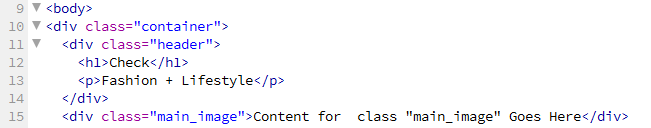 9 <body>
10 <div class="container">
11 <div class="header">
12 <h1>Check</h1>
13 <p>Fashion + Lifestyle</p>
14 </div>
15 <div class="main_image">Content for  class "main_image" Goes Here</div>